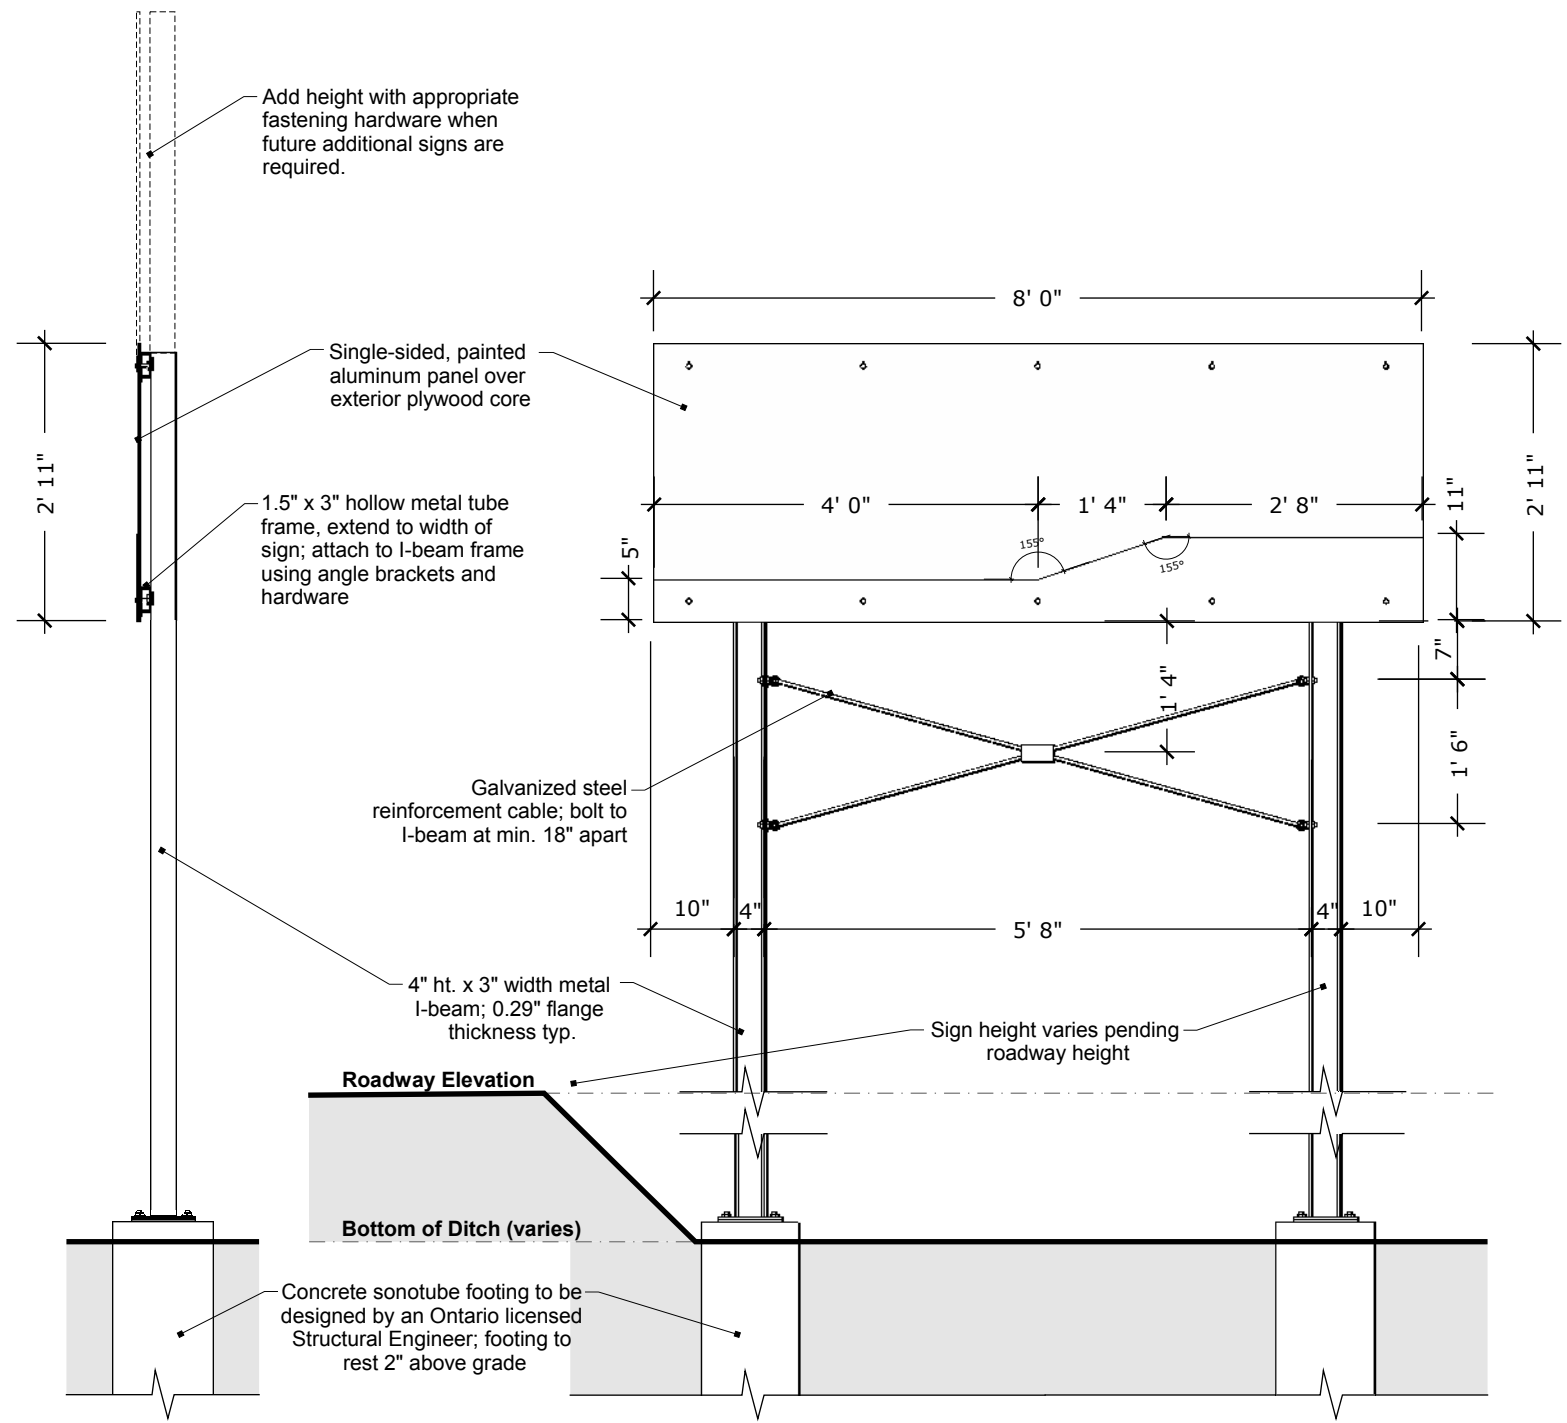 Add height with appropriate
fastening hardware when
future additional signs are
required.
8' 0"
Single-sided, painted
aluminum panel over
exterior plywood core
2' 11"
2' 11"
1.5" x 3" hollow metal tube
frame, extend to width of
sign; attach to I-beam frame
using angle brackets and
hardware
4' 0"
1' 4"
2' 8"
11"
5"
155°
155°
7"
1' 4"
1' 6"
Galvanized steel
reinforcement cable; bolt to
I-beam at min. 18" apart
10"
4"
5' 8"
4"
10"
4" ht. x 3" width metal
I-beam; 0.29" flange
thickness typ.
Sign height varies pending
roadway height
Roadway Elevation
Bottom of Ditch (varies)
Concrete sonotube footing to be
designed by an Ontario licensed
Structural Engineer; footing to
rest 2" above grade